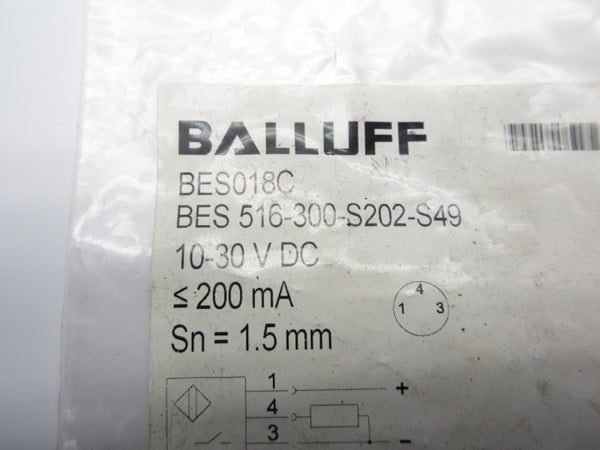 BALLUFF
BES018C
BES 516-300-S202-S49
10-30 V DC
≤ 200 mA
Sn = 1.5 mm
4
1 3
1 +
4
3 -